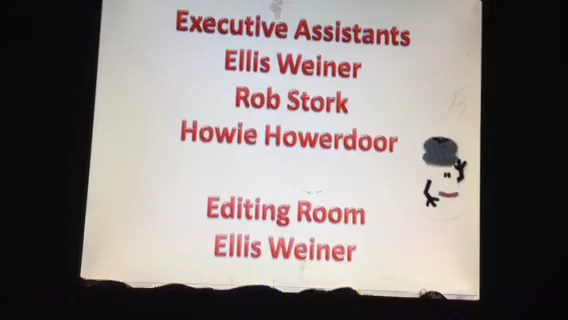 Executive Assistants
Ellis Weiner
Rob Stork
Howie Howerdoor
Editing Room
Ellis Weiner